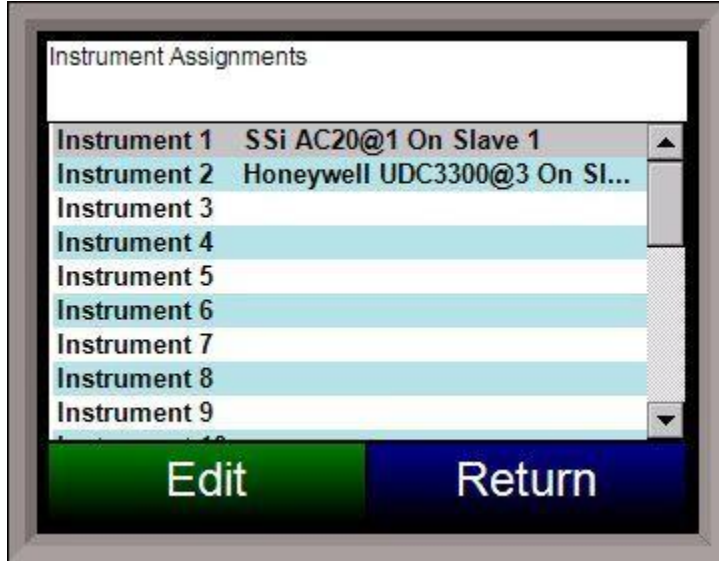 Instrument Assignments
Instrument 1 SSi AC20@1 On Slave 1
Instrument 2 Honeywell UDC3300@3 On Sl...
Instrument 3
Instrument 4
Instrument 5
Instrument 6
Instrument 7
Instrument 8
Instrument 9
Edit Return